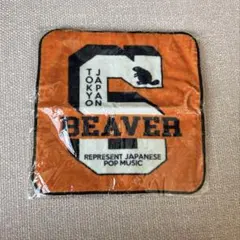 TOKYO
JAPAN
S
BEAVER
REPRESENT JAPANESE
POP MUSIC